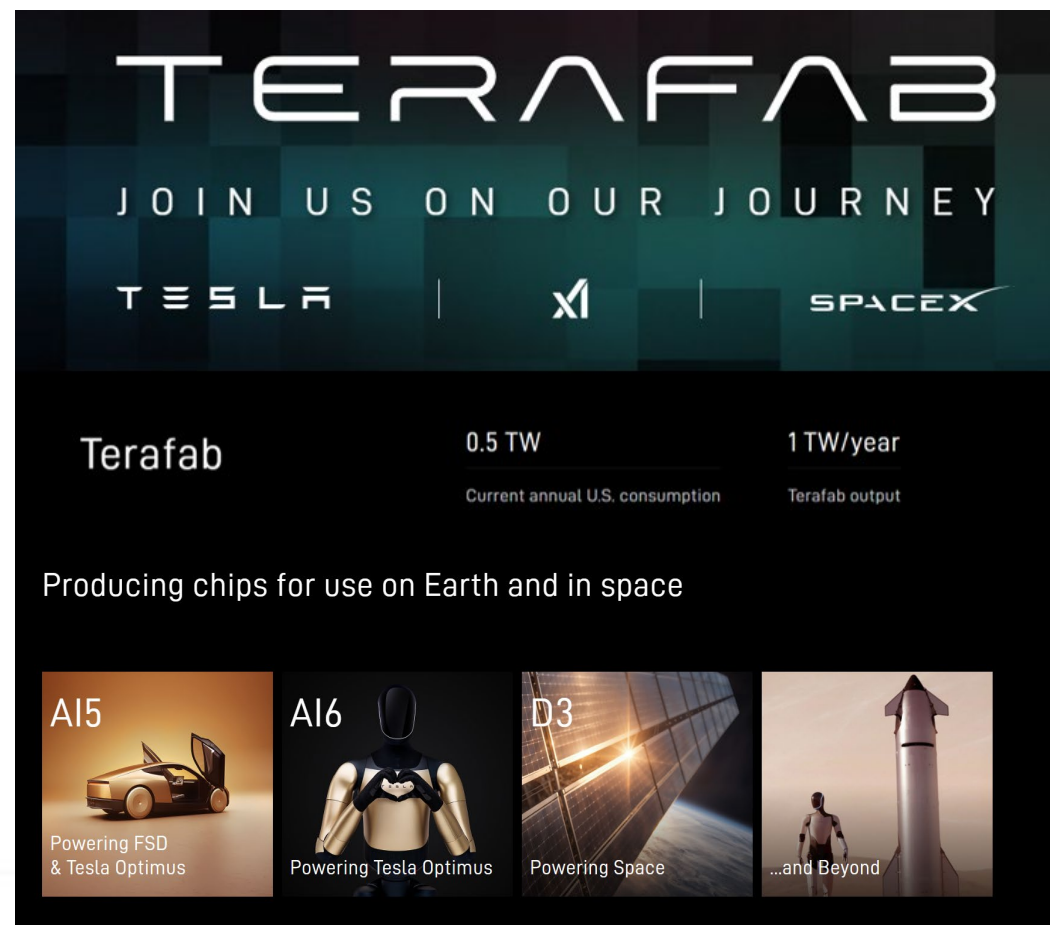 TERAFAB
JOIN US ON OUR JOURNEY
TESLA
xAI
SPACEX
Terafab
0.5 TW
1 TW/year
Current annual U.S. consumption
Terafab output
Producing chips for use on Earth and in space
AI5
AI6
D3
TESLA
Powering FSD
& Tesla Optimus
Powering Tesla Optimus
Powering Space
...and Beyond